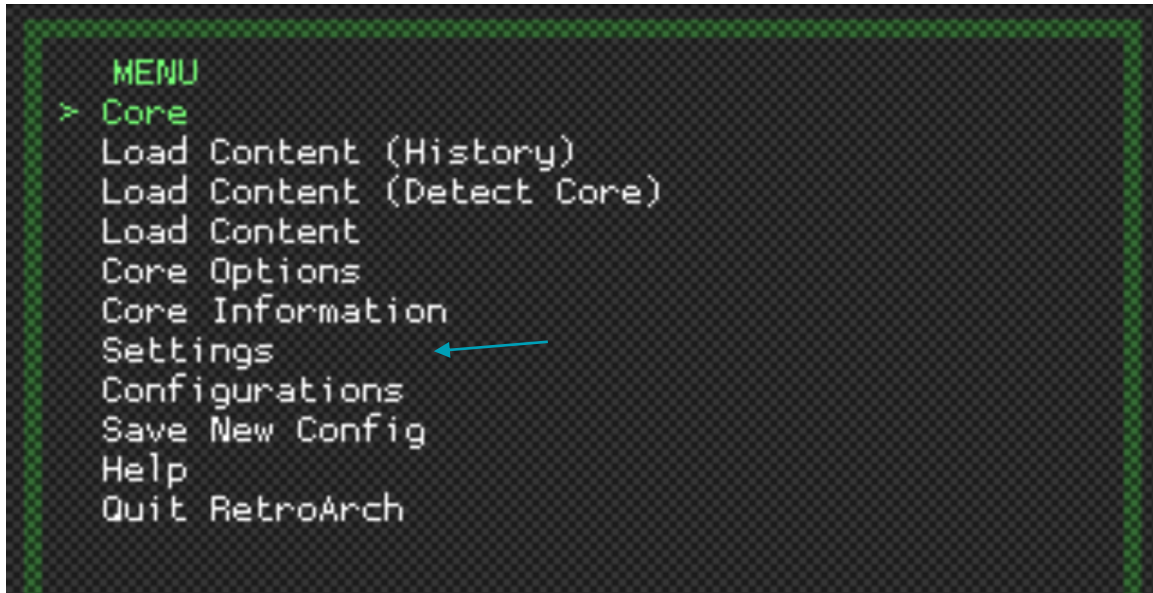 MENU
> Core
Load Content (History)
Load Content (Detect Core)
Load Content
Core Options
Core Information
Settings
Configurations
Save New Config
Help
Quit RetroArch